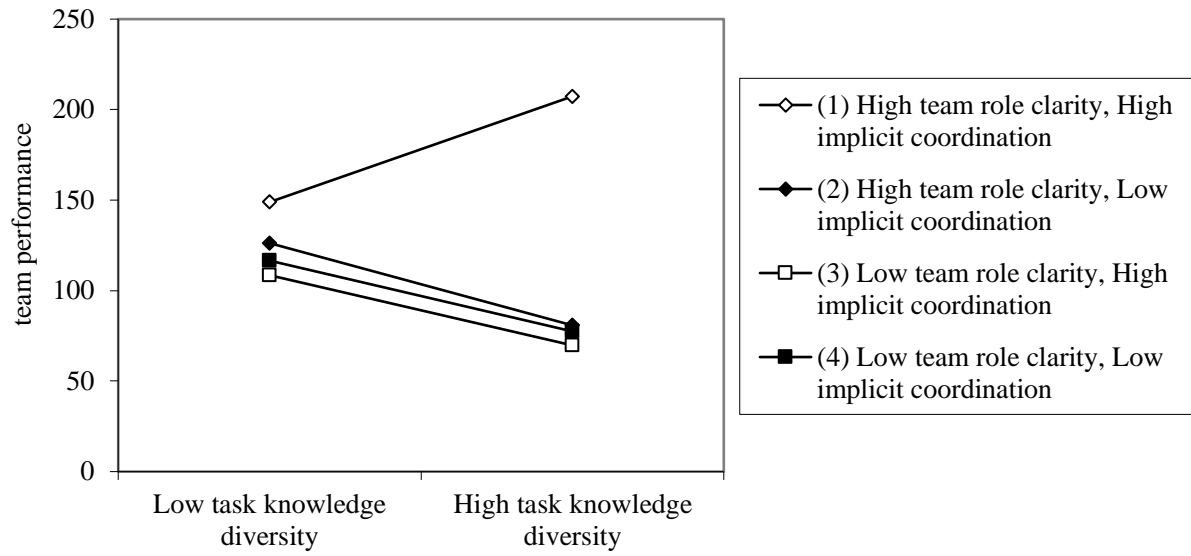 250
200
150
100
50
0
team performance
Low task knowledge
diversity
High task knowledge
diversity
(1) High team role clarity, High
implicit coordination
(2) High team role clarity, Low
implicit coordination
(3) Low team role clarity, High
implicit coordination
(4) Low team role clarity, Low
implicit coordination